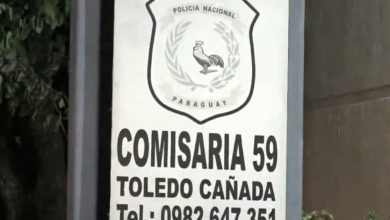 POLICIA NACIONAL
PARAGUAY
COMISARIA 59
TOLEDO CAÑADA
Tel.: 0982 647 351